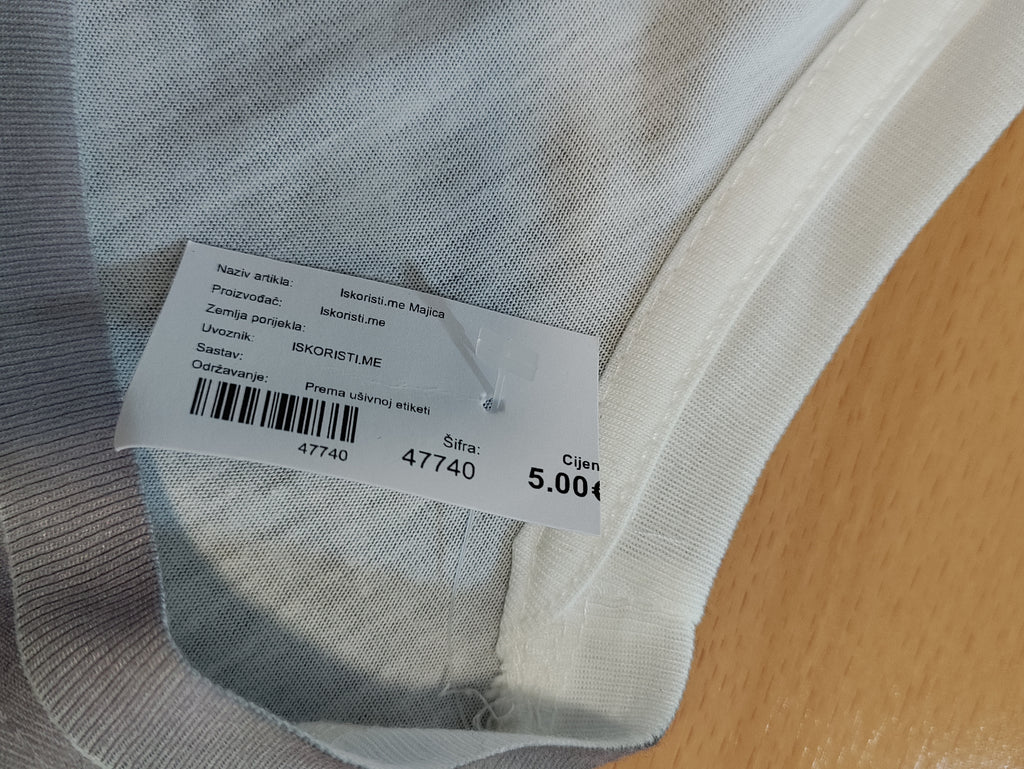 Naziv artikla: Iskoristi.me Majica
Proizvođač: Iskoristi.me
Zemlja porijekla:
Uvoznik: ISKORISTI.ME
Sastav:
Održavanje: Prema ušivnoj etiketi
47740
Šifra:
47740
Cijen
5.00€